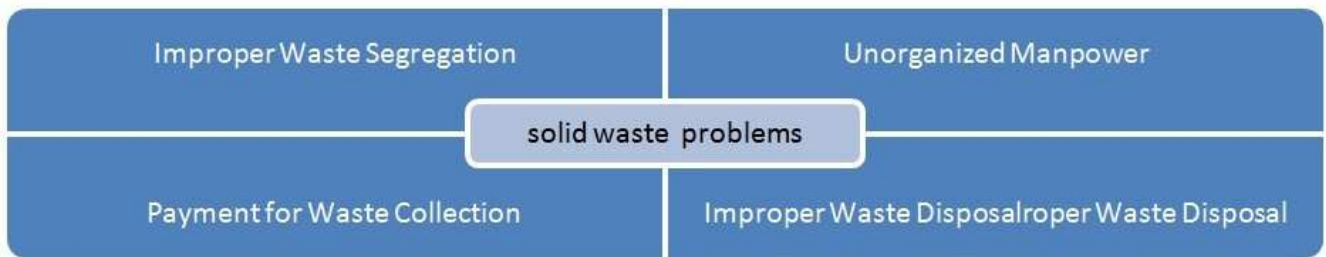 Improper Waste Segregation
Unorganized Manpower
solid waste problems
Payment for Waste Collection
Improper Waste Disposalroper Waste Disposal